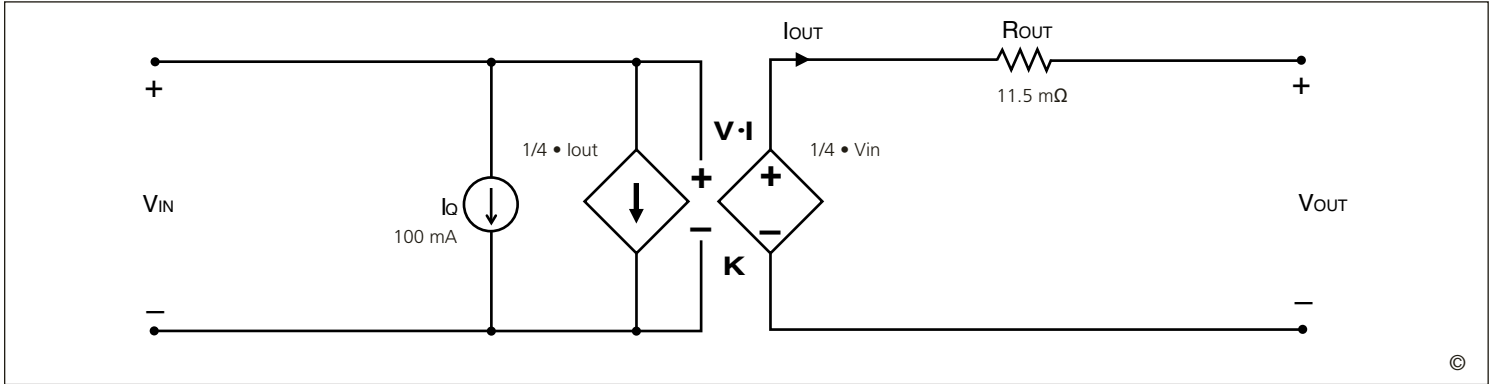 IOUT
ROUT
+
+
11.5 mΩ
V•I
1/4 • Iout
1/4 • Vin
+
+
VIN
IQ
VOUT
100 mA
–
–
K
–
–
©